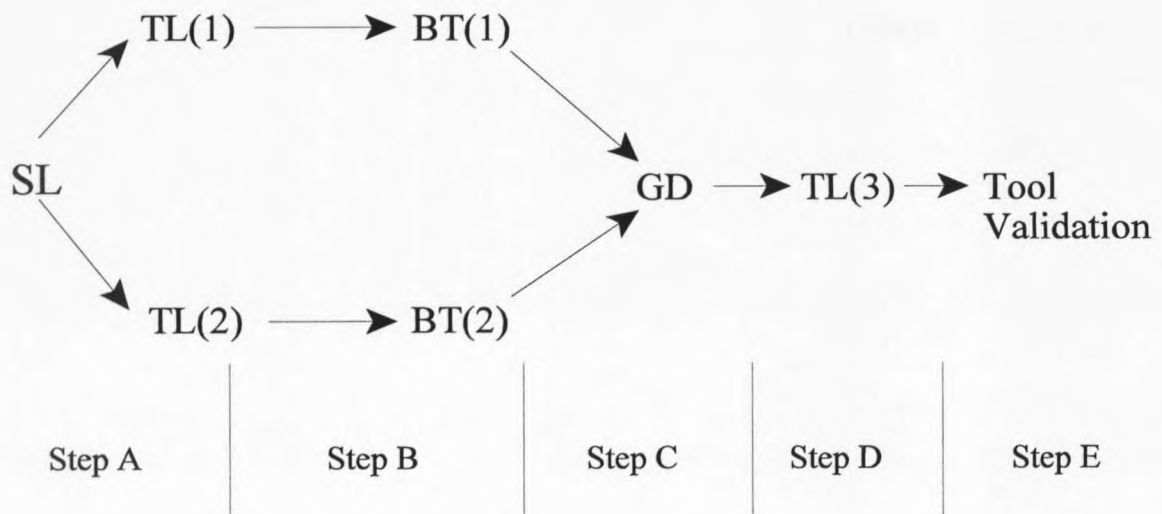 TL(1) BT(1)
SL GD TL(3) Tool
Validation
TL(2) BT(2)
Step A Step B Step C Step D Step E